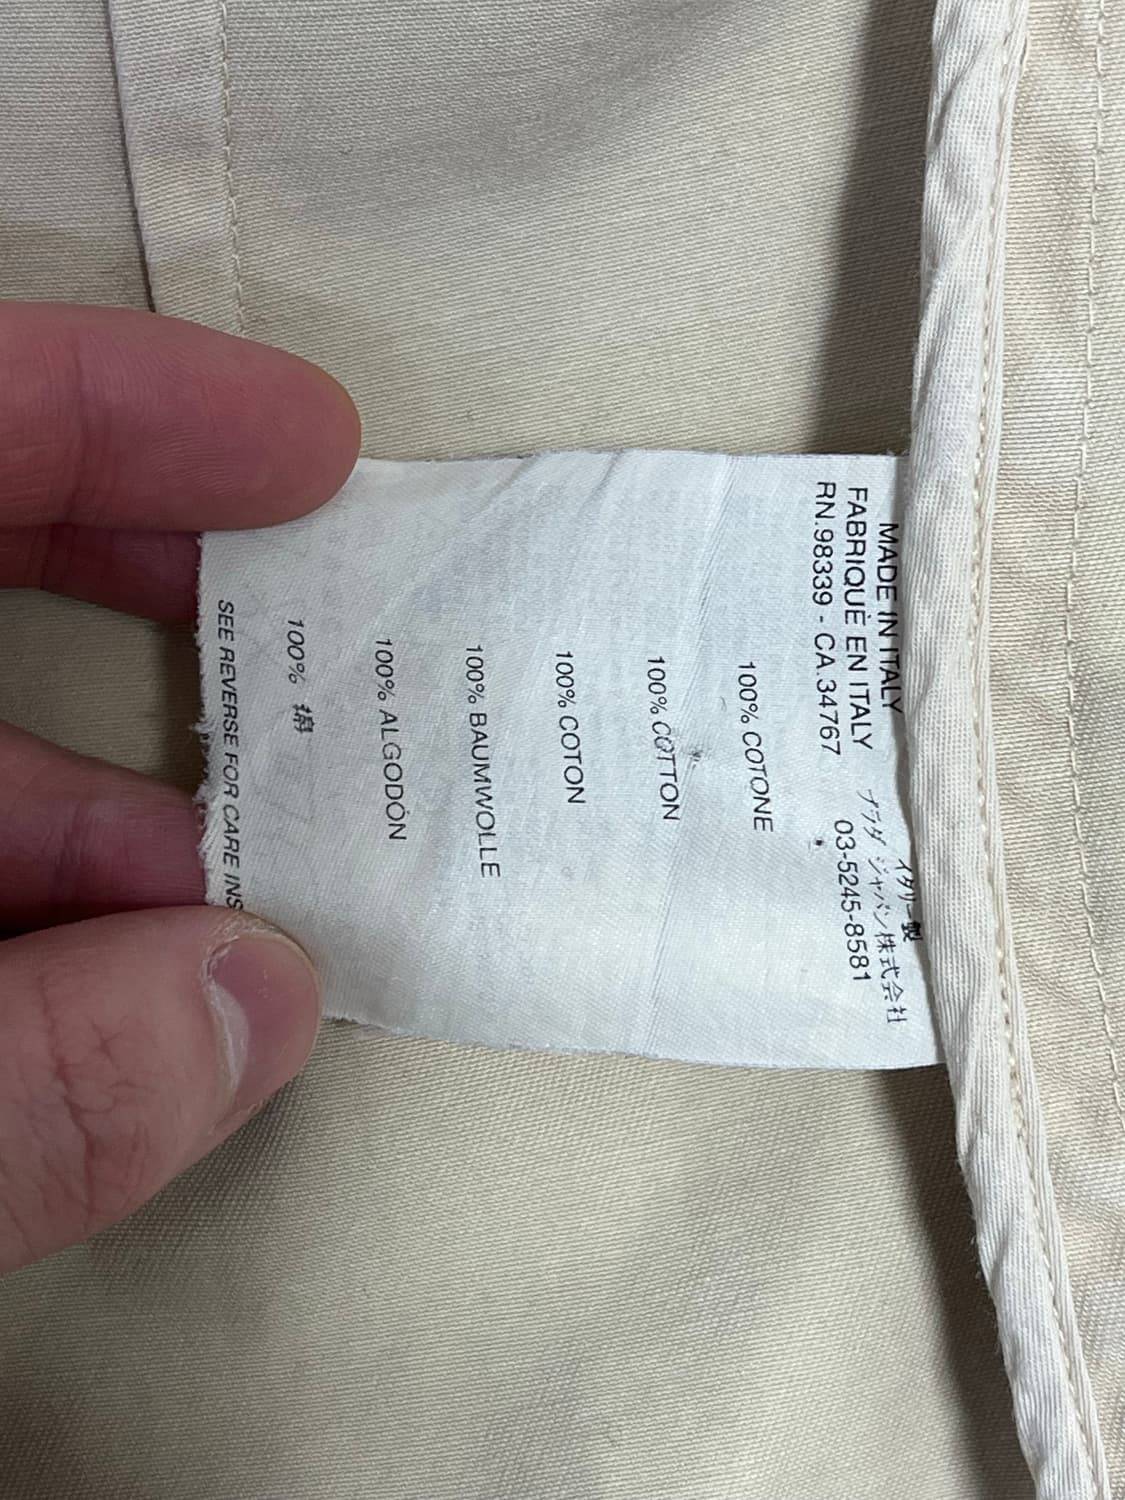 MADE IN ITALY
FABRIQUÉ EN ITALY
RN.98339 - CA.34767
イタリー製
プラダ ジャパン株式会社
03-5245-8581
100% COTONE
100% COTTON
100% COTON
100% BAUMWOLLE
100% ALGODÓN
100% 綿
SEE REVERSE FOR CARE INS